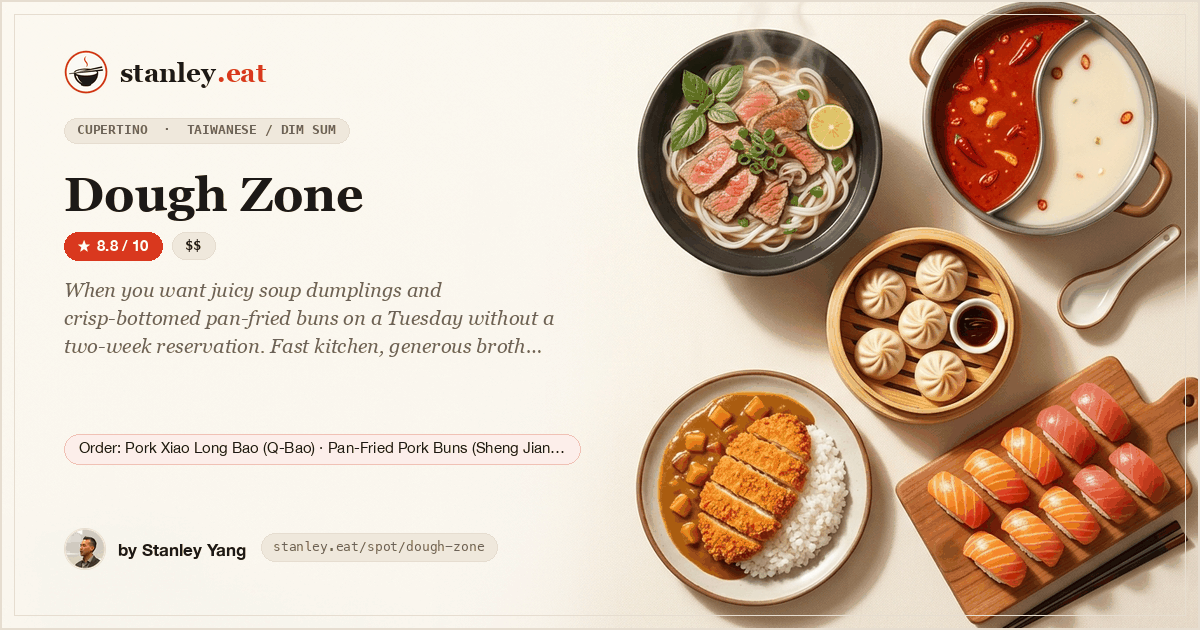 stanley.eat
CUPERTINO · TAIWANESE / DIM SUM
Dough Zone
★ 8.8 / 10
$$
When you want juicy soup dumplings and
crisp-bottomed pan-fried buns on a Tuesday without a
two-week reservation. Fast kitchen, generous broth...
Order: Pork Xiao Long Bao (Q-Bao) · Pan-Fried Pork Buns (Sheng Jian...
by Stanley Yang
stanley.eat/spot/dough-zone